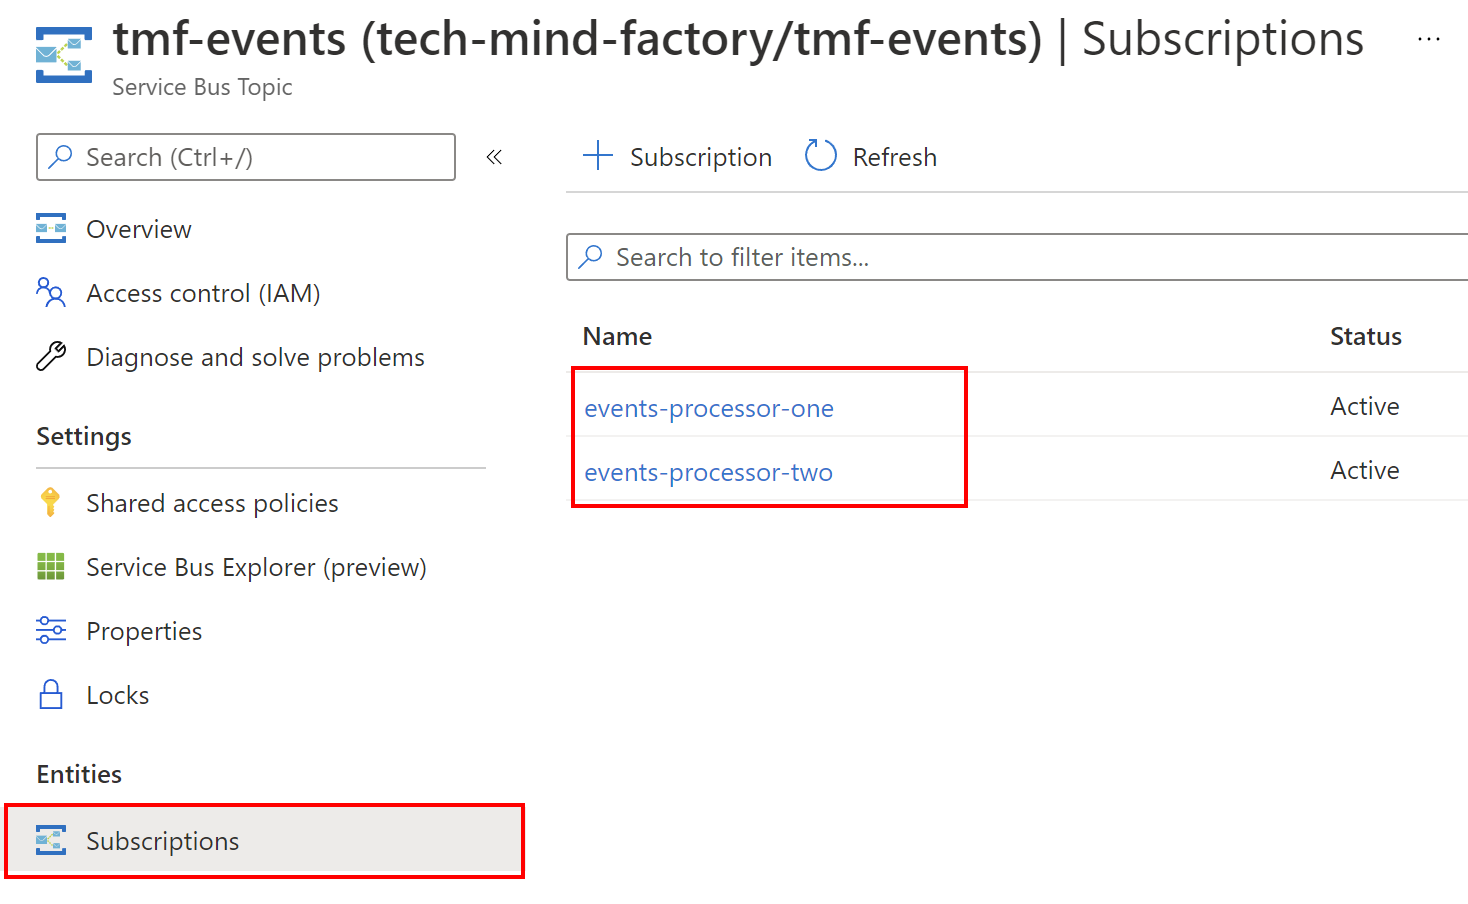 tmf-events (tech-mind-factory/tmf-events) | Subscriptions ...
Service Bus Topic
Search (Ctrl+/)
«
Subscription
Refresh
Overview
Access control (IAM)
Diagnose and solve problems
Settings
Shared access policies
Service Bus Explorer (preview)
Properties
Locks
Entities
Subscriptions
Search to filter items...
Name Status
events-processor-one Active
events-processor-two Active